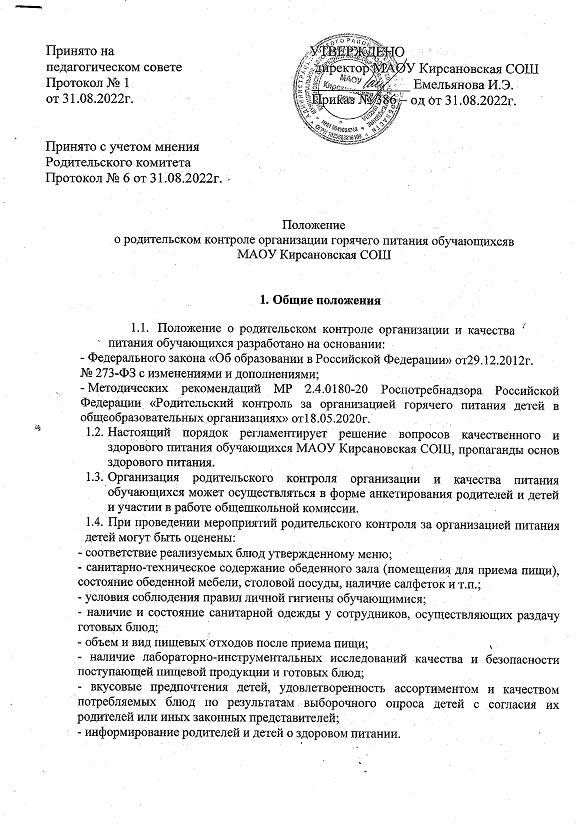 Принято на
педагогическом совете
Протокол № 1
от 31.08.2022г.
УТВЕРЖДЕНО
директор МАОУ Кирсановская СОШ
Емельянова И.Э.
Приказ № 386 – од от 31.08.2022г.
Принято с учетом мнения
Родительского комитета
Протокол № 6 от 31.08.2022г.
Положение
о родительском контроле организации горячего питания обучающихсяв
МАОУ Кирсановская СОШ
1. Общие положения
1.1. Положение о родительском контроле организации и качества
питания обучающихся разработано на основании:
- Федерального закона «Об образовании в Российской Федерации» от29.12.2012г.
№ 273-ФЗ с изменениями и дополнениями;
- Методических рекомендаций МР 2.4.0180-20 Роспотребнадзора Российской
Федерации «Родительский контроль за организацией горячего питания детей в
общеобразовательных организациях» от18.05.2020г.
1.2. Настоящий порядок регламентирует решение вопросов качественного и
здорового питания обучающихся МАОУ Кирсановская СОШ, пропаганды основ
здорового питания.
1.3. Организация родительского контроля организации и качества питания
обучающихся может осуществляться в форме анкетирования родителей и детей
и участии в работе общешкольной комиссии.
1.4. При проведении мероприятий родительского контроля за организацией питания
детей могут быть оценены:
- соответствие реализуемых блюд утвержденному меню;
- санитарно-техническое содержание обеденного зала (помещения для приема пищи),
состояние обеденной мебели, столовой посуды, наличие салфеток и т.п.;
- условия соблюдения правил личной гигиены обучающимися;
- наличие и состояние санитарной одежды у сотрудников, осуществляющих раздачу
готовых блюд;
- объем и вид пищевых отходов после приема пищи;
- наличие лабораторно-инструментальных исследований качества и безопасности
поступающей пищевой продукции и готовых блюд;
- вкусовые предпочтения детей, удовлетворенность ассортиментом и качеством
потребляемых блюд по результатам выборочного опроса детей с согласия их
родителей или иных законных представителей;
- информирование родителей и детей о здоровом питании.